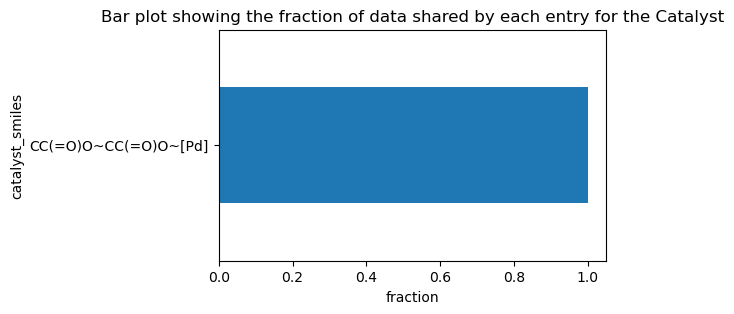 Bar plot showing the fraction of data shared by each entry for the Catalyst
catalyst_smiles
CC(=O)O~CC(=O)O~[Pd]
0.0 0.2 0.4 0.6 0.8 1.0
fraction